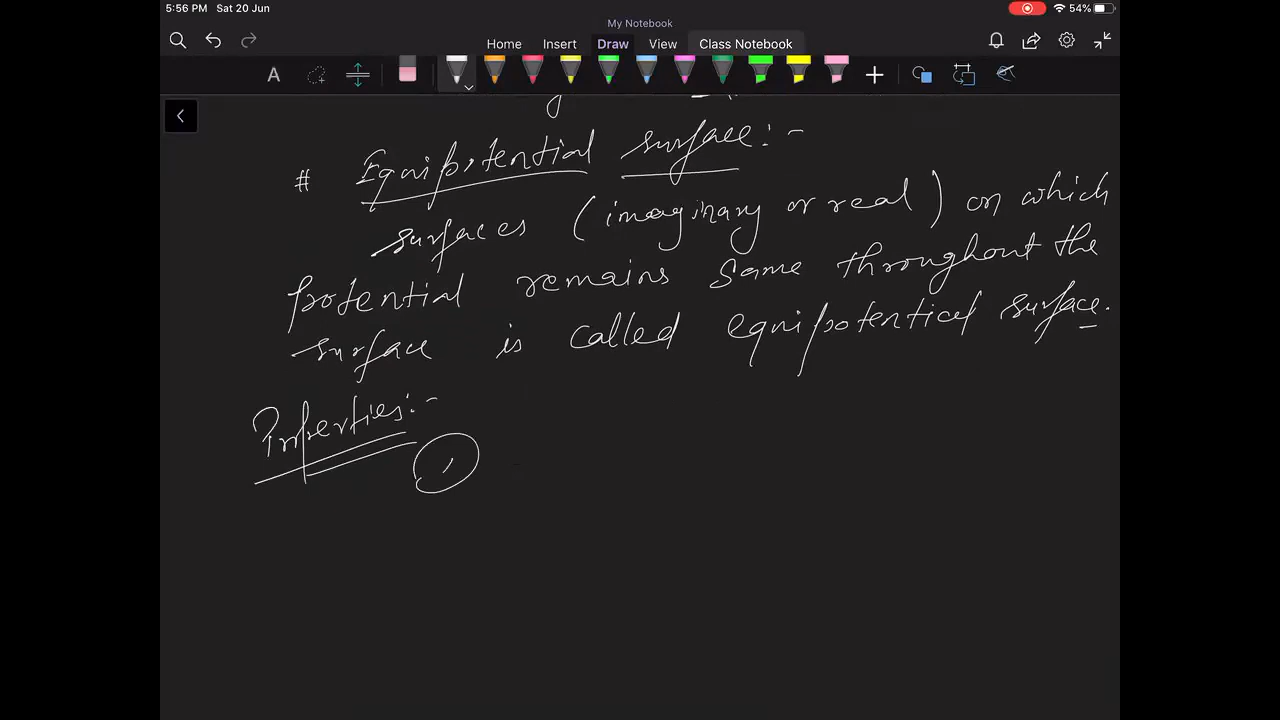 5:56 PM Sat 20 Jun
54%
My Notebook
Home Insert Draw View Class Notebook
A
# Equipotential surface :-
surfaces (imaginary or real) on which
potential remains same throughout the
surface is called equipotential surface.
Properties :-
1